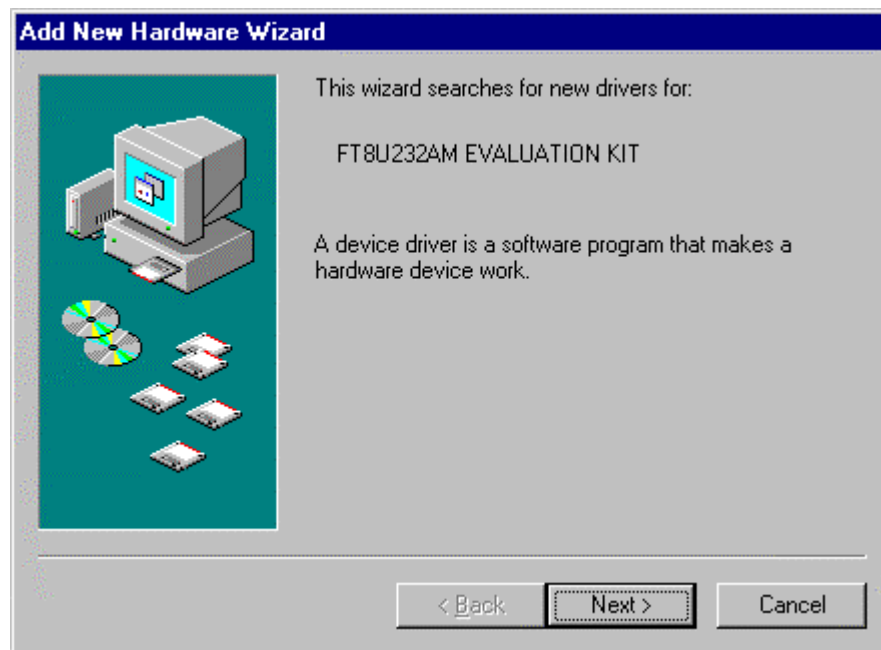 Add New Hardware Wizard
This wizard searches for new drivers for:
FT8U232AM EVALUATION KIT
A device driver is a software program that makes a
hardware device work.
< Back
Next >
Cancel